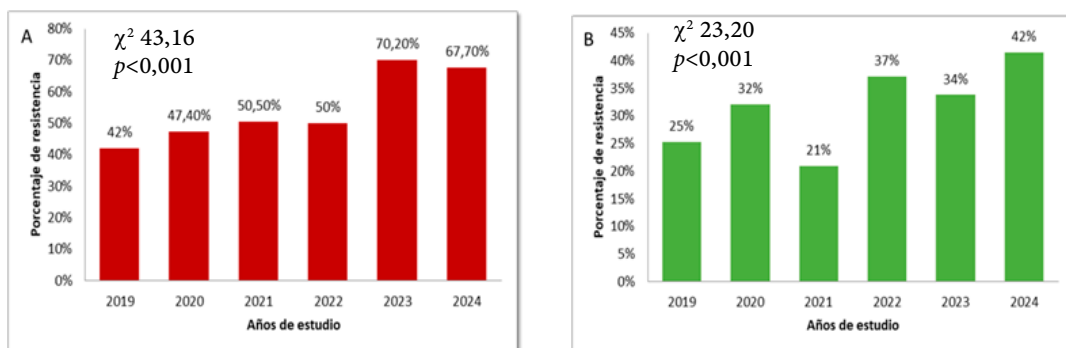 A
χ² 43,16
p<0,001
Porcentaje de resistencia
80%
70%
60%
50%
40%
30%
20%
10%
0%
42%
47,40%
50,50%
50%
70,20%
67,70%
2019 2020 2021 2022 2023 2024
Años de estudio
B
χ² 23,20
p<0,001
Porcentaje de resistencia
45%
40%
35%
30%
25%
20%
15%
10%
5%
0%
25%
32%
21%
37%
34%
42%
2019 2020 2021 2022 2023 2024
Años de estudio